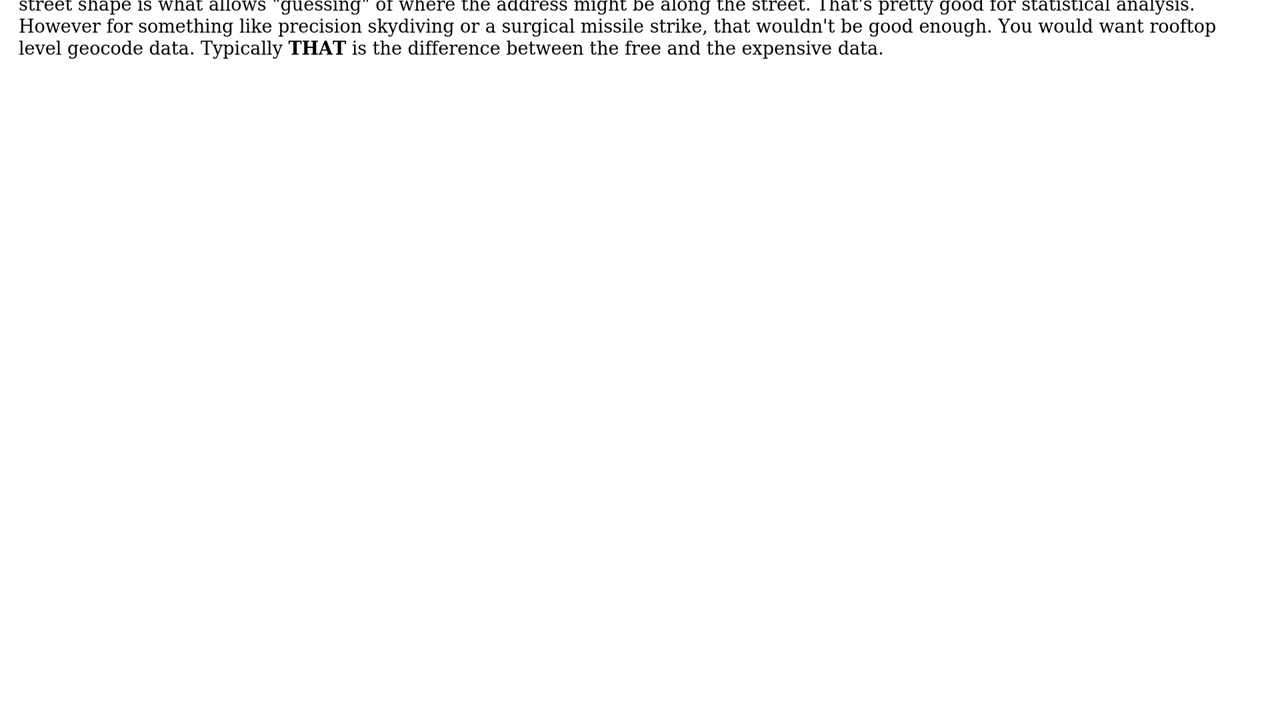 street shape is what allows "guessing" of where the address might be along the street. That's pretty good for statistical analysis.
However for something like precision skydiving or a surgical missile strike, that wouldn't be good enough. You would want rooftop
level geocode data. Typically THAT is the difference between the free and the expensive data.